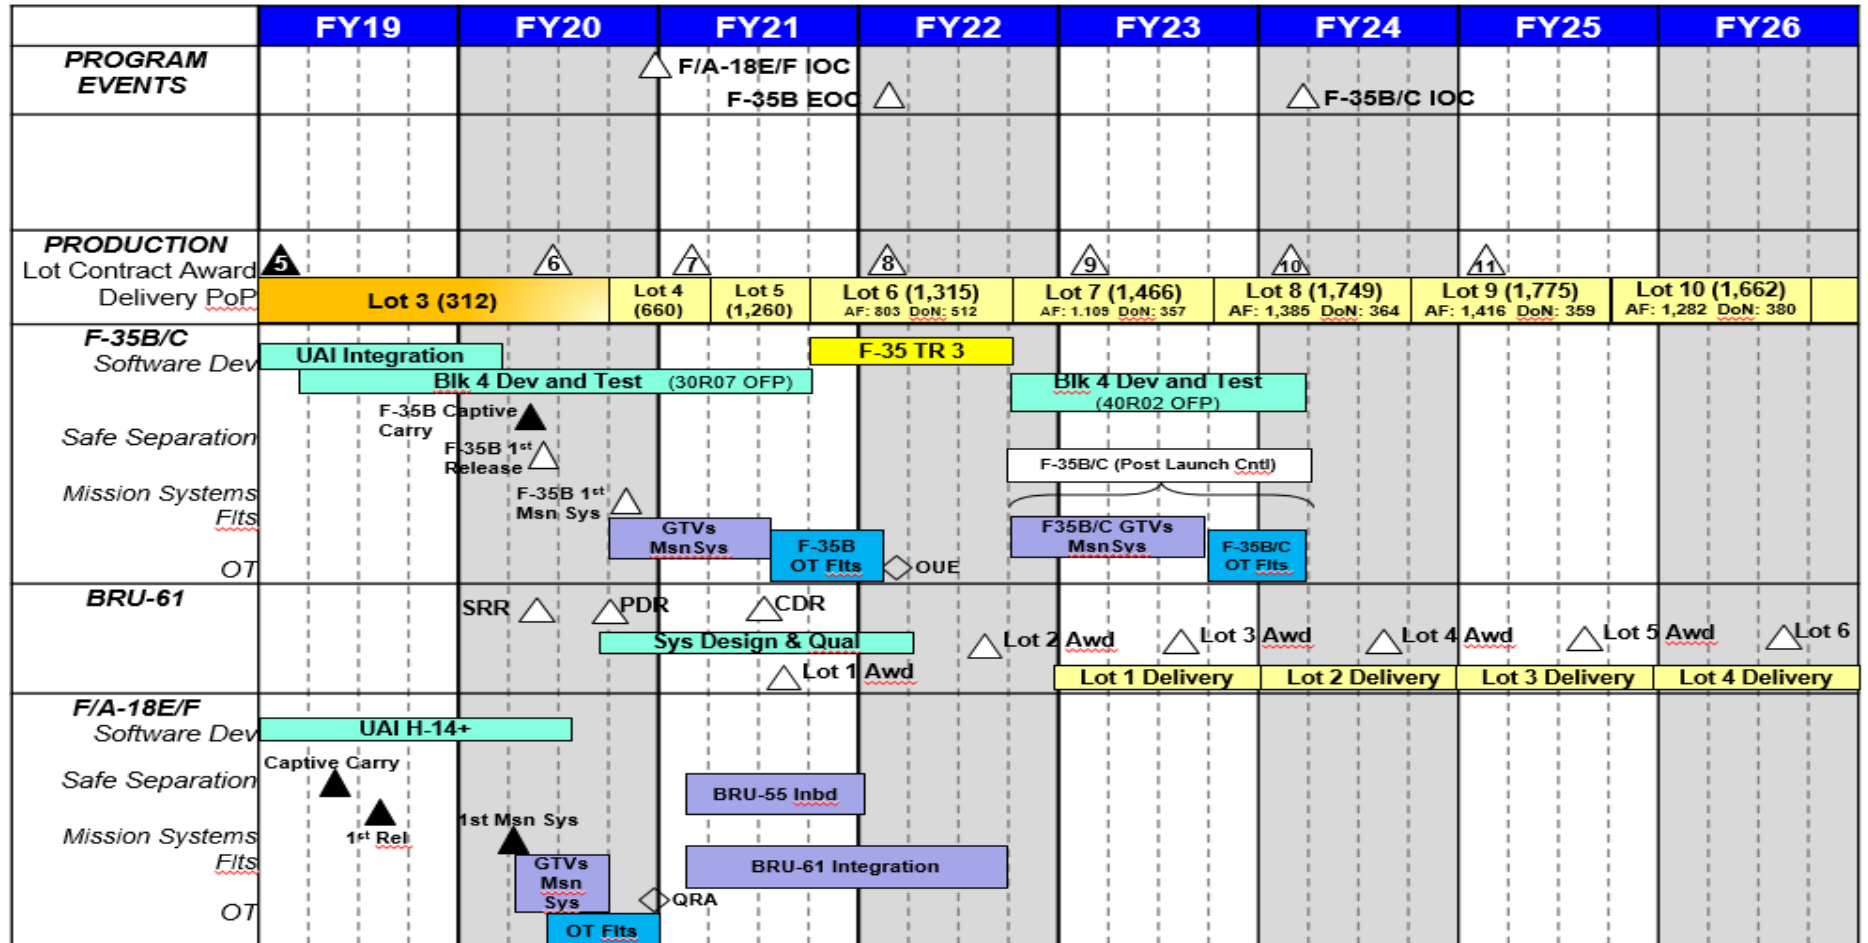 FY19 FY20 FY21 FY22 FY23 FY24 FY25 FY26
PROGRAM
EVENTS
F/A-18E/F IOC
F-35B EOC
F-35B/C IOC
PRODUCTION
Lot Contract Award
5 6 7 8 9 10 11
Delivery PoP
Lot 3 (312)
Lot 4
(660)
Lot 5
(1,260)
Lot 6 (1,315)
AF: 803 DoN: 512
Lot 7 (1,466)
AF: 1.109 DoN: 357
Lot 8 (1,749)
AF: 1,385 DoN: 364
Lot 9 (1,775)
AF: 1,416 DoN: 359
Lot 10 (1,662)
AF: 1,282 DoN: 380
F-35B/C
Software Dev
UAI Integration
F-35 TR 3
Blk 4 Dev and Test (30R07 OFP)
Blk 4 Dev and Test
(40R02 OFP)
F-35B Captive
Carry
Safe Separation
F-35B 1st
Release
F-35B/C (Post Launch Cntl)
Mission Systems
Flts
F-35B 1st
Msn Sys
GTVs
MsnSys
F-35B
OT Flts
F35B/C GTVs
MsnSys
F-35B/C
OT Flts
OT
OUE
BRU-61
SRR
PDR
CDR
Sys Design & Qual
Lot 1 Awd
Lot 2 Awd
Lot 3 Awd
Lot 4 Awd
Lot 5 Awd
Lot 6
Lot 1 Delivery
Lot 2 Delivery
Lot 3 Delivery
Lot 4 Delivery
F/A-18E/F
Software Dev
UAI H-14+
Captive Carry
Safe Separation
BRU-55 Inbd
1st Rel
1st Msn Sys
Mission Systems
Flts
GTVs
Msn
Sys
BRU-61 Integration
OT
QRA
OT Flts